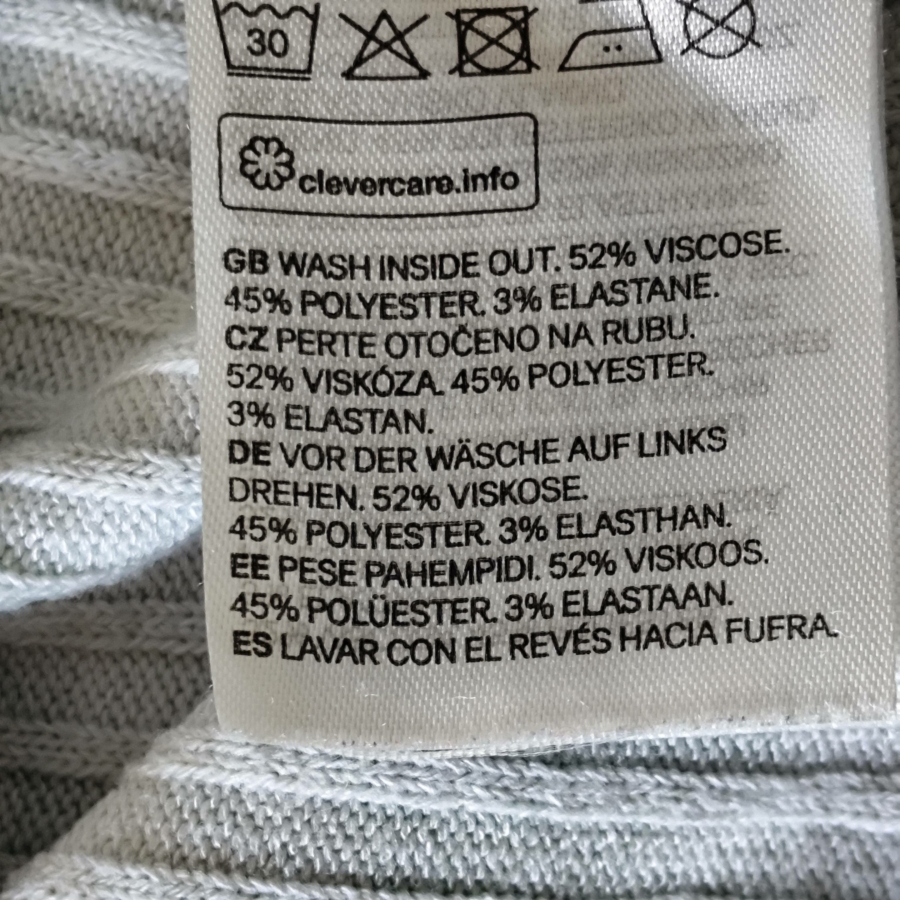 30
clevercare.info
GB WASH INSIDE OUT. 52% VISCOSE.
45% POLYESTER. 3% ELASTANE.
CZ PERTE OTOČENO NA RUBU.
52% VISKÓZA. 45% POLYESTER.
3% ELASTAN.
DE VOR DER WÄSCHE AUF LINKS
DREHEN. 52% VISKOSE.
45% POLYESTER. 3% ELASTHAN.
EE PESE PAHEMPIDI. 52% VISKOOS.
45% POLÜESTER. 3% ELASTAAN.
ES LAVAR CON EL REVÉS HACIA FUERA.